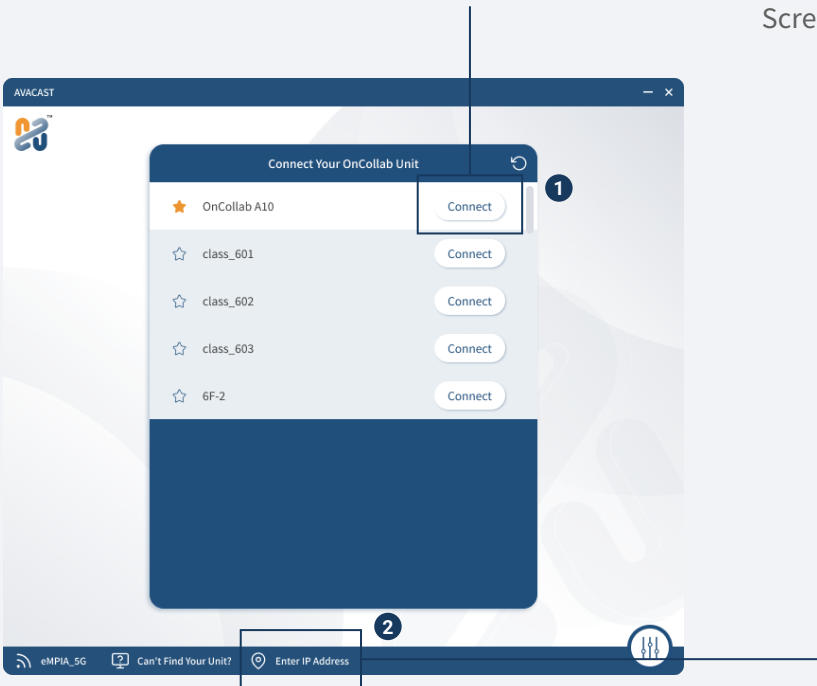 Scre
AVACAST
TM
Connect Your OnCollab Unit
1
OnCollab A10 Connect
class_601 Connect
class_602 Connect
class_603 Connect
6F-2 Connect
2
eMPIA_5G Can't Find Your Unit? Enter IP Address